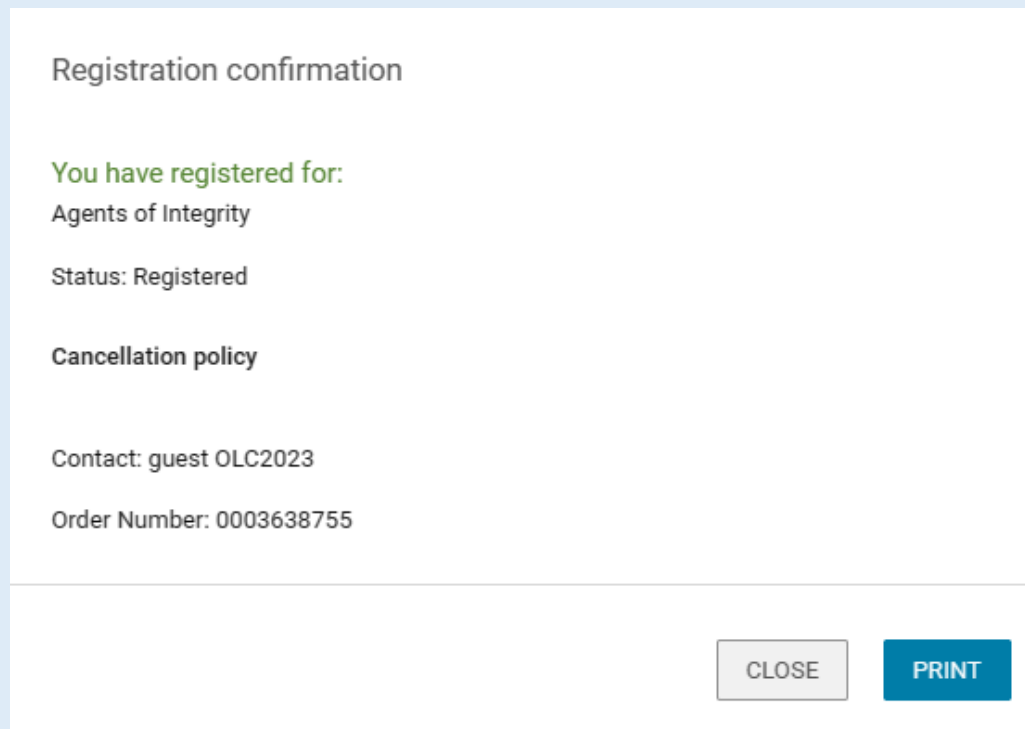 Registration confirmation
You have registered for:
Agents of Integrity
Status: Registered
Cancellation policy
Contact: guest OLC2023
Order Number: 0003638755
CLOSE
PRINT